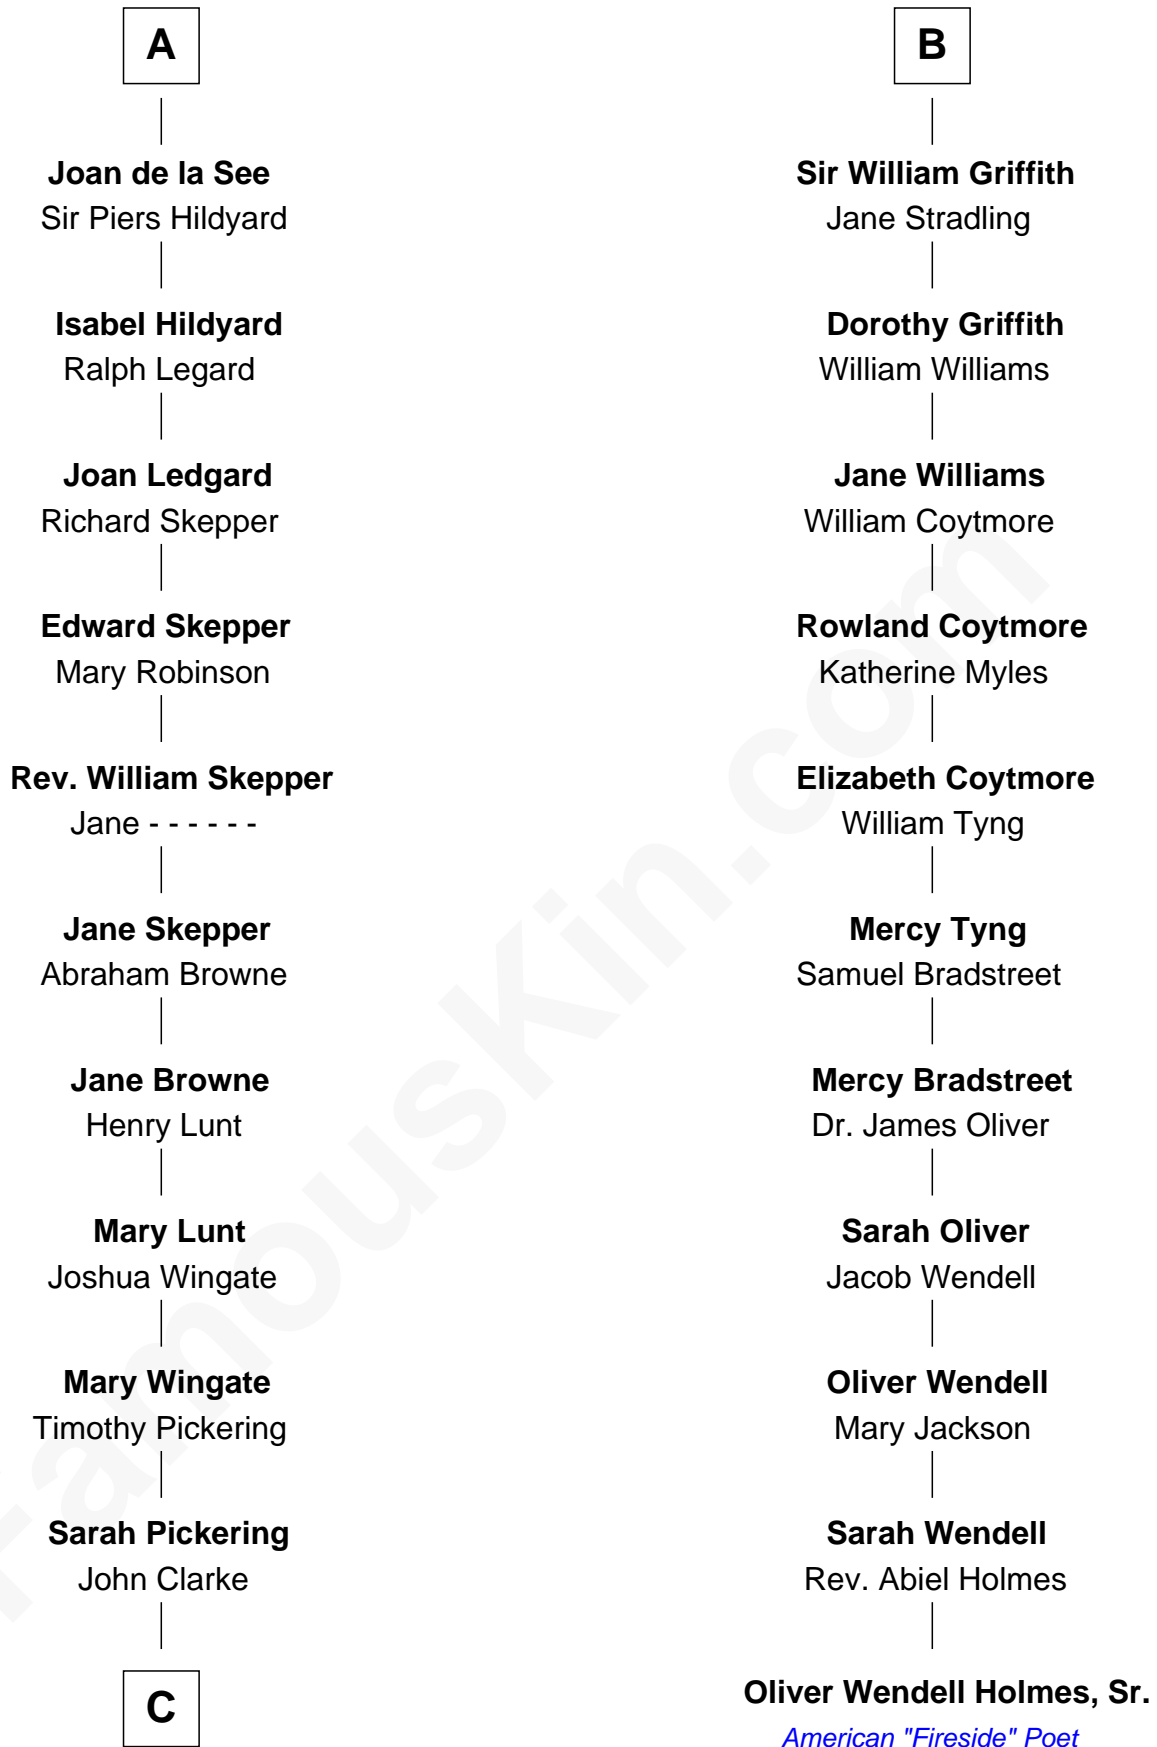 A
Joan de la See
Sir Piers Hildyard
Isabel Hildyard
Ralph Legard
Joan Ledgard
Richard Skepper
Edward Skepper
Mary Robinson
Rev. William Skepper
Jane - - - - - -
Jane Skepper
Abraham Browne
Jane Browne
Henry Lunt
Mary Lunt
Joshua Wingate
Mary Wingate
Timothy Pickering
Sarah Pickering
John Clarke
C
B
Sir William Griffith
Jane Stradling
Dorothy Griffith
William Williams
Jane Williams
William Coytmore
Rowland Coytmore
Katherine Myles
Elizabeth Coytmore
William Tyng
Mercy Tyng
Samuel Bradstreet
Mercy Bradstreet
Dr. James Oliver
Sarah Oliver
Jacob Wendell
Oliver Wendell
Mary Jackson
Sarah Wendell
Rev. Abiel Holmes
Oliver Wendell Holmes, Sr.
American "Fireside" Poet
FamousKin.com